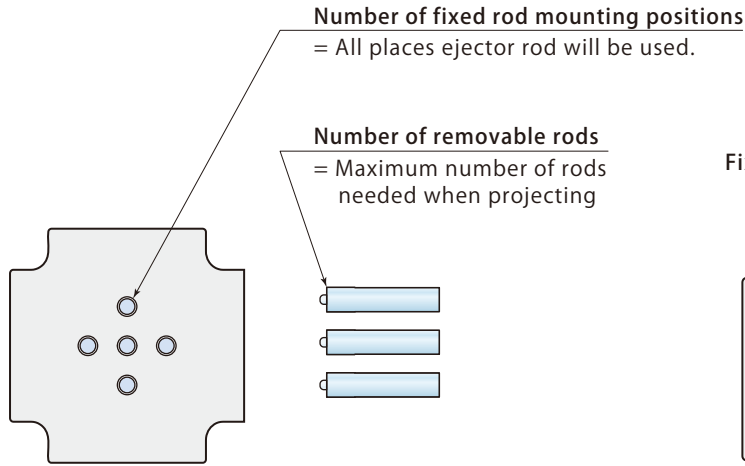 Number of fixed rod mounting positions
= All places ejector rod will be used.
Number of removable rods
= Maximum number of rods
needed when projecting